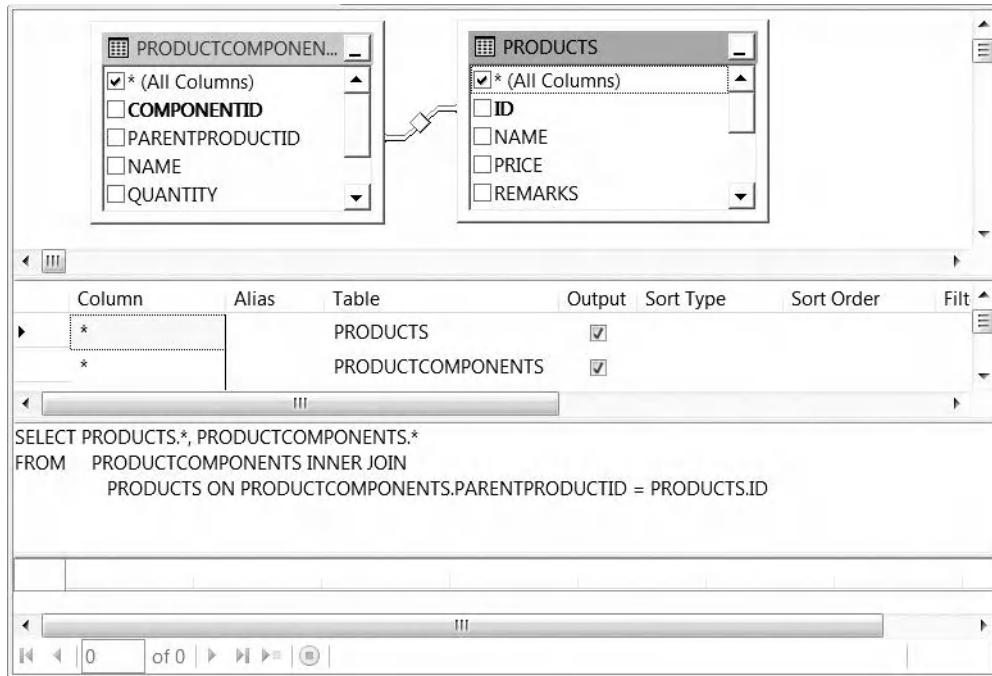 PRODUCTCOMPONEN...
* (All Columns)
COMPONENTID
PARENTPRODUCTID
NAME
QUANTITY
PRODUCTS
* (All Columns)
ID
NAME
PRICE
REMARKS
Column Alias Table Output Sort Type Sort Order Filt
* PRODUCTS
* PRODUCTCOMPONENTS
SELECT PRODUCTS.*, PRODUCTCOMPONENTS.*
FROM PRODUCTCOMPONENTS INNER JOIN
PRODUCTS ON PRODUCTCOMPONENTS.PARENTPRODUCTID = PRODUCTS.ID
0 of 0